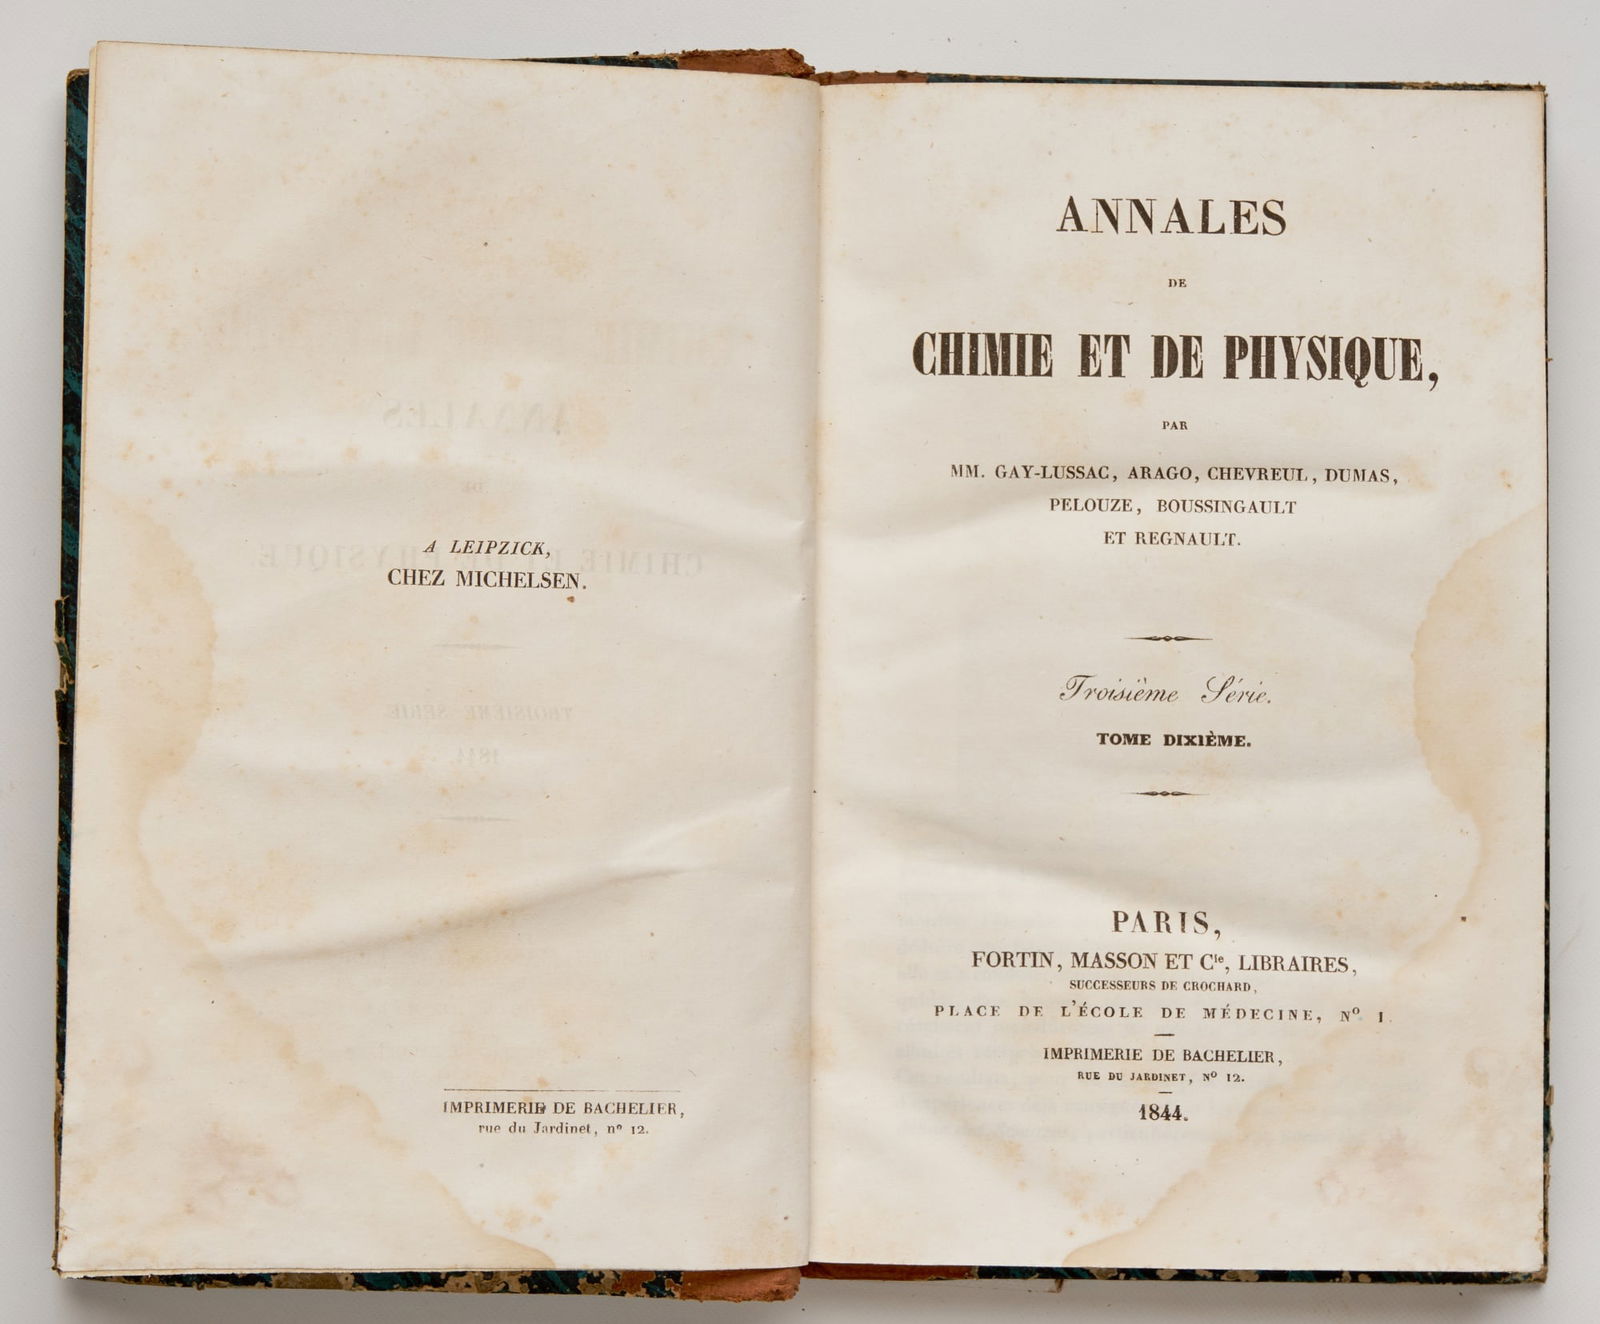 A LEIPZICK,
CHEZ MICHELSEN.
IMPRIMERIE DE BACHELIER,
rue du Jardinet, nº 12.
ANNALES
DE
CHIMIE ET DE PHYSIQUE,
PAR
MM. GAY-LUSSAC, ARAGO, CHEVREUL, DUMAS,
PELOUZE, BOUSSINGAULT
ET REGNAULT.
Troisième Série.
TOME DIXIÈME.
PARIS,
FORTIN, MASSON ET Cie, LIBRAIRES,
SUCCESSEURS DE CROCHARD,
PLACE DE L'ÉCOLE DE MÉDECINE, Nº 1.
IMPRIMERIE DE BACHELIER,
RUE DU JARDINET, Nº 12.
1844.